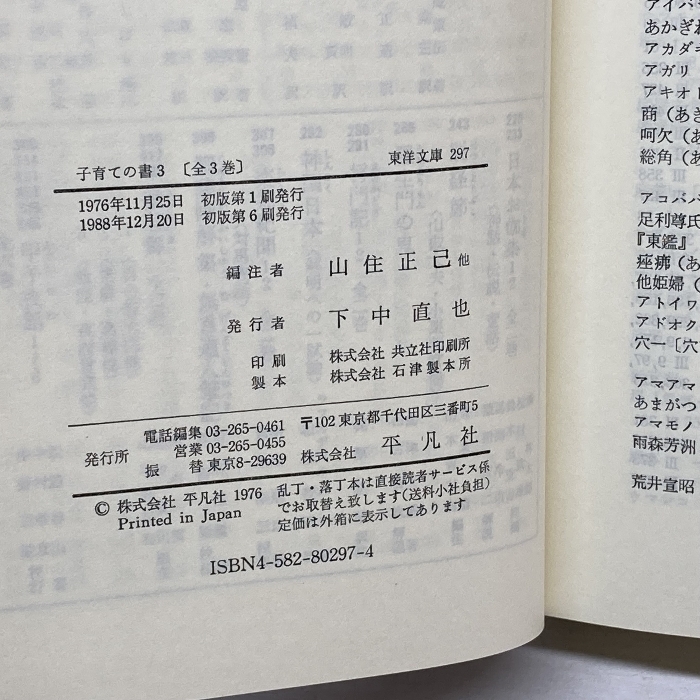 子育ての書3 〔全3巻〕 東洋文庫 297
1976年11月25日 初版第1刷発行
1988年12月20日 初版第6刷発行
編注者 山住正己他
発行者 下中直也
印刷 株式会社 共立社印刷所
製本 株式会社 石津製本所
発行所
電話編集 03-265-0461
営業 03-265-0455
振替 東京8-29639
〒102 東京都千代田区三番町5
株式会社 平凡社
© 株式会社 平凡社 1976
Printed in Japan
乱丁・落丁本は直接読者サービス係
でお取替え致します(送料小社負担)
定価は外箱に表示してあります
ISBN4-582-80297-4
アイバ
あかぎれ
アカダ
アガリ
アキオ
商(あき
呵欠(あ
総角(あ
アコバ
足利尊氏
『東鑑』
痤疿(あ
他姫婦(
アトイワ
アドオク
穴一〔穴
アマアマ
あまがつ
アマモノ
雨森芳洲
荒井宣昭